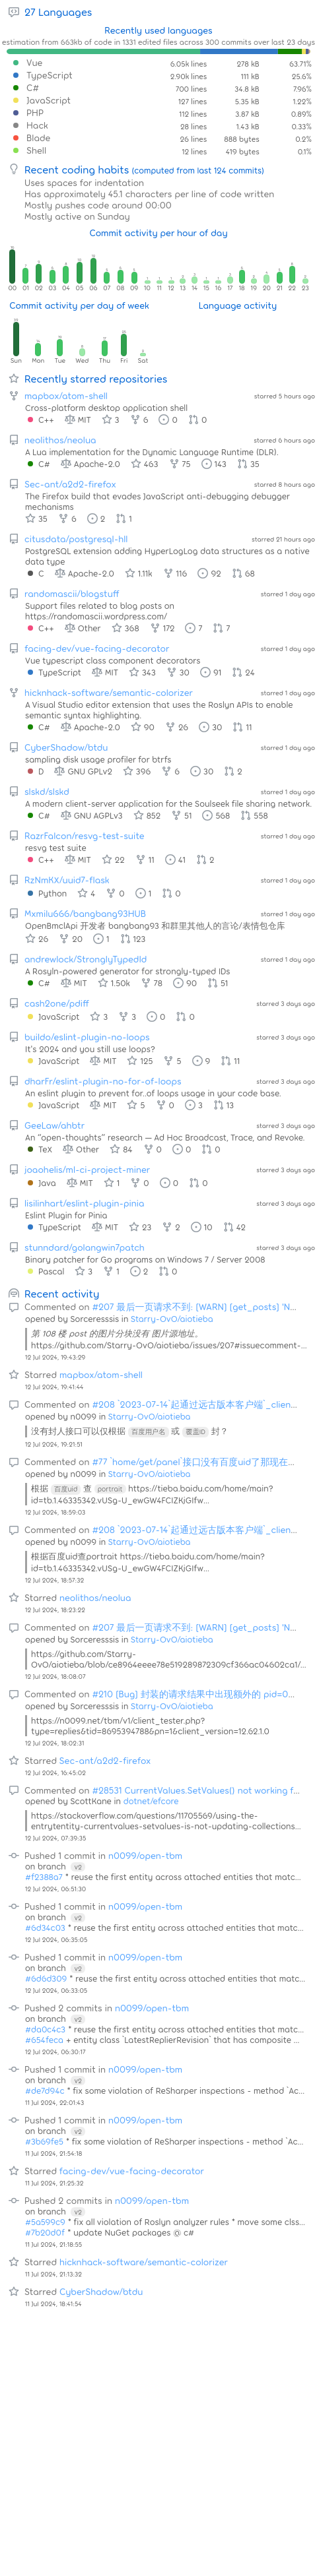 27 Languages
Recently used languages
estimation from 663kb of code in 1331 edited files across 300 commits over last 23 days
Vue 6.05k lines 278 kB 63.71%
TypeScript 2.90k lines 111 kB 25.6%
C# 700 lines 34.8 kB 7.96%
JavaScript 127 lines 5.35 kB 1.22%
PHP 112 lines 3.87 kB 0.89%
Hack 28 lines 1.43 kB 0.33%
Blade 26 lines 888 bytes 0.2%
Shell 12 lines 419 bytes 0.1%
Recent coding habits (computed from last 124 commits)
Uses spaces for indentation
Has approximately 45.1 characters per line of code written
Mostly pushes code around 00:00
Mostly active on Sunday
Commit activity per hour of day
00 01 02 03 04 05 06 07 08 09 10 11 12 13 14 15 16 17 18 19 20 21 22 23
Commit activity per day of week Language activity
Sun Mon Tue Wed Thu Fri Sat
Recently starred repositories
mapbox/atom-shell starred 5 hours ago
Cross-platform desktop application shell
C++ MIT 3 6 0 0
neolithos/neolua starred 6 hours ago
A Lua implementation for the Dynamic Language Runtime (DLR).
C# Apache-2.0 463 75 143 35
Sec-ant/a2d2-firefox starred 8 hours ago
The Firefox build that evades JavaScript anti-debugging debugger
mechanisms
35 6 2 1
citusdata/postgresql-hll starred 21 hours ago
PostgreSQL extension adding HyperLogLog data structures as a native
data type
C Apache-2.0 1.11k 116 92 68
randomascii/blogstuff starred 1 day ago
Support files related to blog posts on
https://randomascii.wordpress.com/
C++ Other 368 172 7 7
facing-dev/vue-facing-decorator starred 1 day ago
Vue typescript class component decorators
TypeScript MIT 343 30 91 24
hicknhack-software/semantic-colorizer starred 1 day ago
A Visual Studio editor extension that uses the Roslyn APIs to enable
semantic syntax highlighting.
C# Apache-2.0 90 26 30 11
CyberShadow/btdu starred 1 day ago
sampling disk usage profiler for btrfs
D GNU GPLv2 396 6 30 2
slskd/slskd starred 1 day ago
A modern client-server application for the Soulseek file sharing network.
C# GNU AGPLv3 852 51 568 558
RazrFalcon/resvg-test-suite starred 1 day ago
resvg test suite
C++ MIT 22 11 41 2
RzNmKX/uuid7-flask starred 1 day ago
Python 4 0 1 0
Mxmilu666/bangbang93HUB starred 1 day ago
OpenBmclApi 开发者 bangbang93 和群里其他人的言论/表情包仓库
26 20 1 123
andrewlock/StronglyTypedId starred 1 day ago
A Rosyln-powered generator for strongly-typed IDs
C# MIT 1.50k 78 90 51
cash2one/pdiff starred 3 days ago
JavaScript 3 3 0 0
buildo/eslint-plugin-no-loops starred 3 days ago
It's 2024 and you still use loops?
JavaScript MIT 125 5 9 11
dharFr/eslint-plugin-no-for-of-loops starred 3 days ago
An eslint plugin to prevent for..of loops usage in your code base.
JavaScript MIT 5 0 3 13
GeeLaw/ahbtr starred 3 days ago
An “open-thoughts” research — Ad Hoc Broadcast, Trace, and Revoke.
TeX Other 84 0 0 0
joaohelis/ml-ci-project-miner starred 3 days ago
Java MIT 1 0 0 0
lisilinhart/eslint-plugin-pinia starred 3 days ago
Eslint Plugin for Pinia
TypeScript MIT 23 2 10 42
stunndard/golangwin7patch starred 3 days ago
Binary patcher for Go programs on Windows 7 / Server 2008
Pascal 3 1 2 0
Recent activity
Commented on #207 最后一页请求不到: [WARN] [get_posts] 'N...
opened by Sorceresssis in Starry-OvO/aiotieba
第 108 楼 post 的图片分块没有 图片源地址。
https://github.com/Starry-OvO/aiotieba/issues/207#issuecomment-...
12 Jul 2024, 19:43:29
Starred mapbox/atom-shell
12 Jul 2024, 19:41:44
Commented on #208 `2023-07-14`起通过远古版本客户端`_clien...
opened by n0099 in Starry-OvO/aiotieba
没有封人接口可以仅根据 百度用户名 或 覆盖ID 封？
12 Jul 2024, 19:21:51
Commented on #77 `home/get/panel`接口没有百度uid了那现在...
opened by n0099 in Starry-OvO/aiotieba
根据 百度uid 查 portrait https://tieba.baidu.com/home/main?
id=tb.1.46335342.vUSg-U_ewGW4FCIZKjGIfw...
12 Jul 2024, 18:59:03
Commented on #208 `2023-07-14`起通过远古版本客户端`_clien...
opened by n0099 in Starry-OvO/aiotieba
根据百度uid查portrait https://tieba.baidu.com/home/main?
id=tb.1.46335342.vUSg-U_ewGW4FCIZKjGIfw...
12 Jul 2024, 18:57:32
Starred neolithos/neolua
12 Jul 2024, 18:23:22
Commented on #207 最后一页请求不到: [WARN] [get_posts] 'N...
opened by Sorceresssis in Starry-OvO/aiotieba
https://github.com/Starry-
OvO/aiotieba/blob/ce8964eeee78e519289872309cf366ac04602ca1/...
12 Jul 2024, 18:08:07
Commented on #210 [Bug] 封装的请求结果中出现额外的 pid=0...
opened by Sorceresssis in Starry-OvO/aiotieba
https://n0099.net/tbm/v1/client_tester.php?
type=replies&tid=8695394788&pn=1&client_version=12.62.1.0
12 Jul 2024, 18:02:31
Starred Sec-ant/a2d2-firefox
12 Jul 2024, 16:45:02
Commented on #28531 CurrentValues.SetValues() not working f...
opened by ScottKane in dotnet/efcore
https://stackoverflow.com/questions/11705569/using-the-
entrytentity-currentvalues-setvalues-is-not-updating-collections...
12 Jul 2024, 07:39:35
Pushed 1 commit in n0099/open-tbm
on branch v2
#f2388a7 * reuse the first entity across attached entities that matc...
12 Jul 2024, 06:51:30
Pushed 1 commit in n0099/open-tbm
on branch v2
#6d34c03 * reuse the first entity across attached entities that matc...
12 Jul 2024, 06:35:05
Pushed 1 commit in n0099/open-tbm
on branch v2
#6d6d309 * reuse the first entity across attached entities that matc...
12 Jul 2024, 06:33:05
Pushed 2 commits in n0099/open-tbm
on branch v2
#da0c4c3 * reuse the first entity across attached entities that matc...
#654feca + entity class `LatestReplierRevision` that has composite ...
12 Jul 2024, 06:30:17
Pushed 1 commit in n0099/open-tbm
on branch v2
#de7d94c * fix some violation of ReSharper inspections - method `Ac...
11 Jul 2024, 22:01:43
Pushed 1 commit in n0099/open-tbm
on branch v2
#3b69fe5 * fix some violation of ReSharper inspections - method `Ac...
11 Jul 2024, 21:54:18
Starred facing-dev/vue-facing-decorator
11 Jul 2024, 21:25:32
Pushed 2 commits in n0099/open-tbm
on branch v2
#5a599c9 * fix all violation of Roslyn analyzer rules * move some clss...
#7b20d0f * update NuGet packages @ c#
11 Jul 2024, 21:18:55
Starred hicknhack-software/semantic-colorizer
11 Jul 2024, 21:13:32
Starred CyberShadow/btdu
11 Jul 2024, 18:41:54